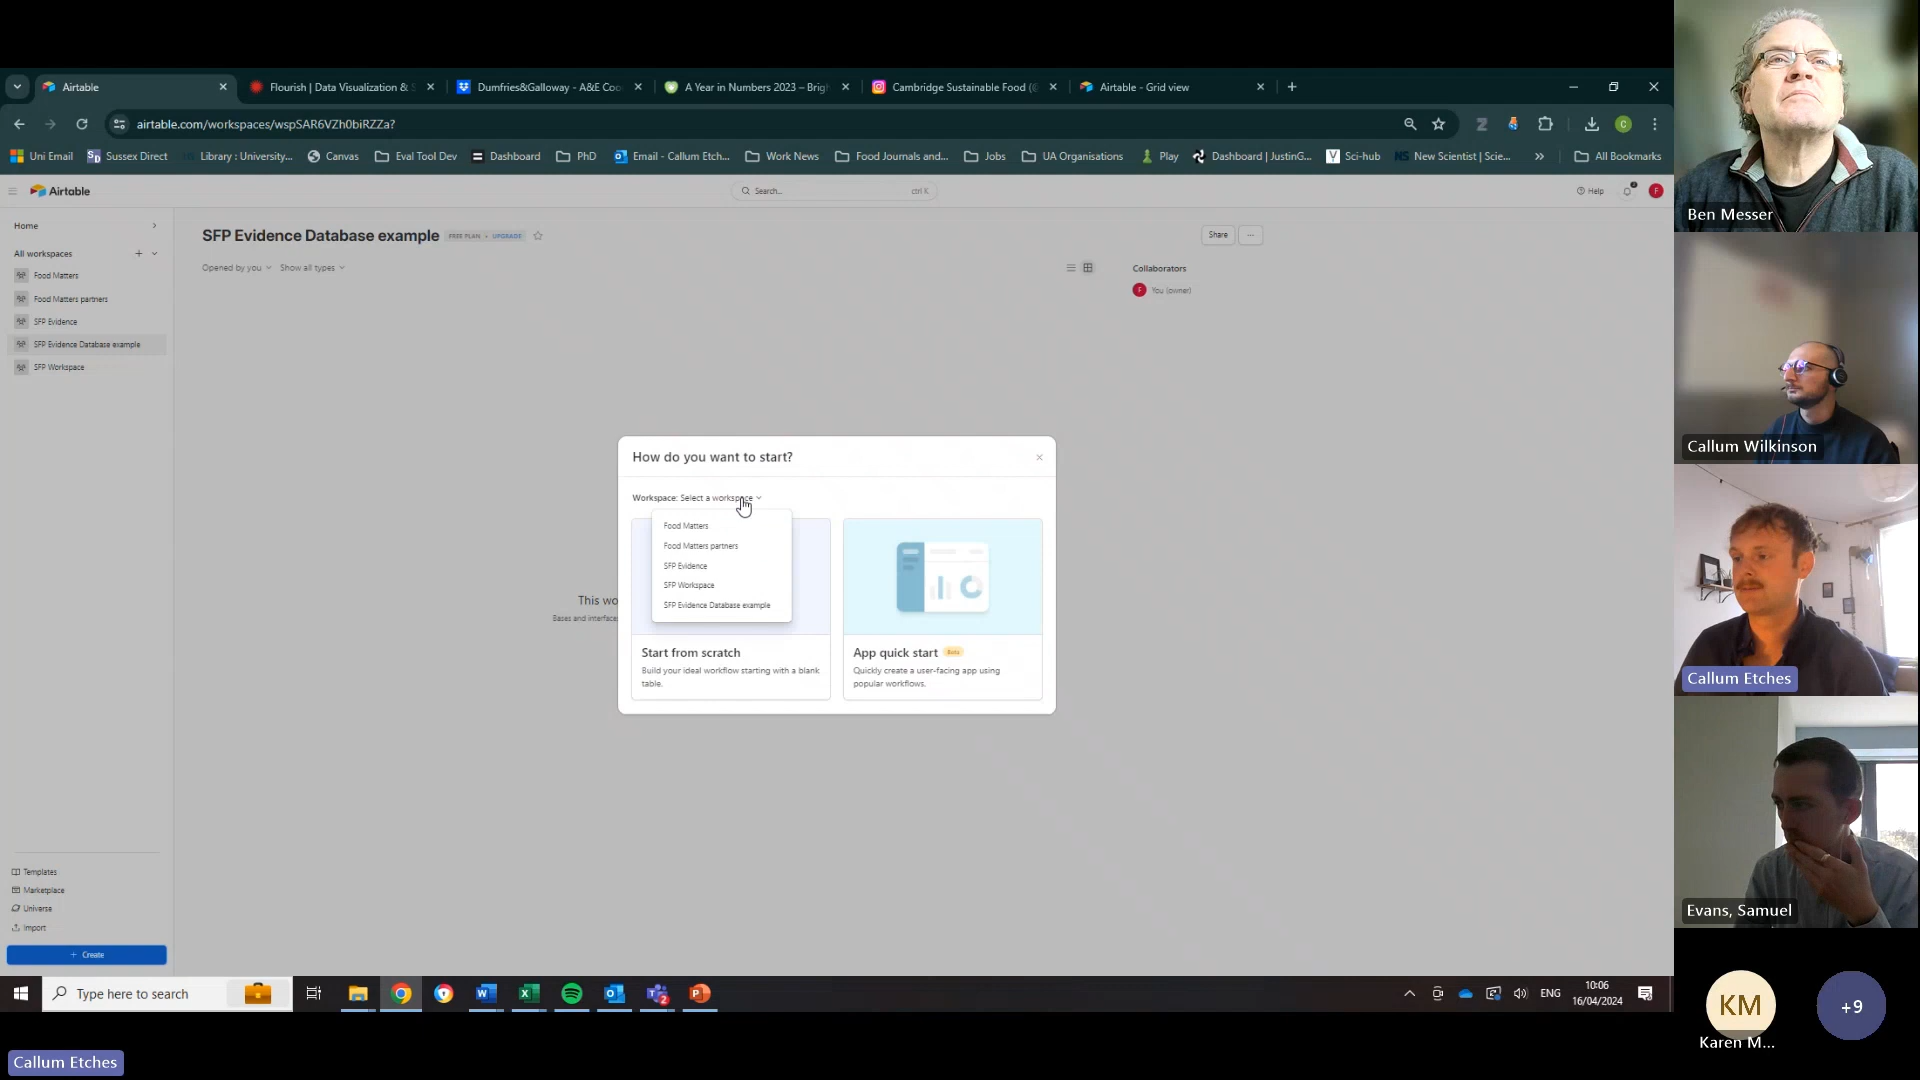 Airtable
Flourish | Data Visualization & S
Dumfries&Galloway - A&E Coo
A Year in Numbers 2023 – Brigh
Cambridge Sustainable Food (@
Airtable - Grid view
airtable.com/workspaces/wspSAR6VZh0biRZZa?
Uni Email
Sussex Direct
Library : University...
Canvas
Eval Tool Dev
Dashboard
PhD
Email - Callum Etch...
Work News
Food Journals and...
Jobs
UA Organisations
Play
Dashboard | JustinG...
Sci-hub
New Scientist | Scie...
All Bookmarks
Airtable
Search...
ctrl K
Help
F
Home
All workspaces
Food Matters
Food Matters partners
SFP Evidence
SFP Evidence Database example
SFP Workspace
SFP Evidence Database example
FREE PLAN • UPGRADE
Share
Opened by you
Show all types
Collaborators
F
You (owner)
How do you want to start?
Workspace: Select a workspace
Food Matters
Food Matters partners
SFP Evidence
SFP Workspace
SFP Evidence Database example
This wo
Bases and interface
Start from scratch
Build your ideal workflow starting with a blank
table.
App quick start Beta
Quickly create a user-facing app using
popular workflows.
Templates
Marketplace
Universe
Import
+ Create
Type here to search
ENG
10:06
16/04/2024
Ben Messer
Callum Wilkinson
Callum Etches
Evans, Samuel
KM
Karen M...
+9
Callum Etches